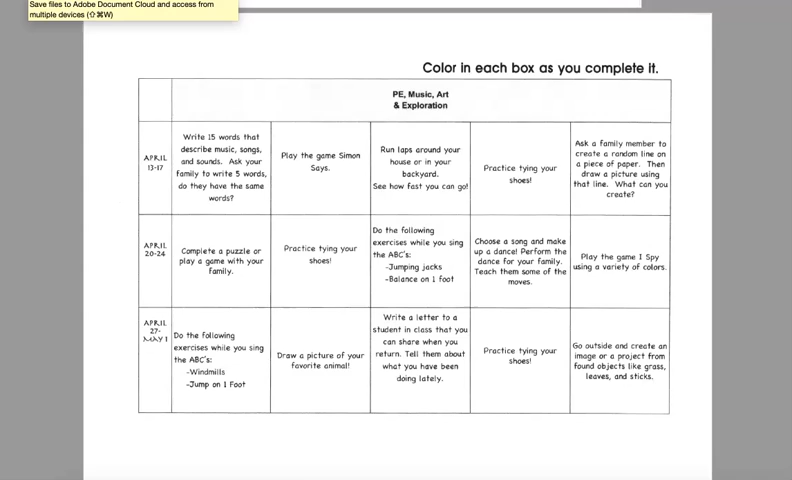 Save files to Adobe Document Cloud and access from
multiple devices (⇧⌘W)
Color in each box as you complete it.
PE, Music, Art
& Exploration
APRIL
13-17
Write 15 words that
describe music, songs,
and sounds. Ask your
family to write 5 words,
do they have the same
words?
Play the game Simon
Says.
Run laps around your
house or in your
backyard.
See how fast you can go!
Practice tying your
shoes!
Ask a family member to
create a random line on
a piece of paper. Then
draw a picture using
that line. What can you
create?
APRIL
20-24
Complete a puzzle or
play a game with your
family.
Practice tying your
shoes!
Do the following
exercises while you sing
the ABC's:
-Jumping jacks
-Balance on 1 foot
Choose a song and make
up a dance! Perform the
dance for your family.
Teach them some of the
moves.
Play the game I Spy
using a variety of colors.
APRIL
27-
MAY 1
Do the following
exercises while you sing
the ABC's:
-Windmills
-Jump on 1 Foot
Draw a picture of your
favorite animal!
Write a letter to a
student in class that you
can share when you
return. Tell them about
what you have been
doing lately.
Practice tying your
shoes!
Go outside and create an
image or a project from
found objects like grass,
leaves, and sticks.